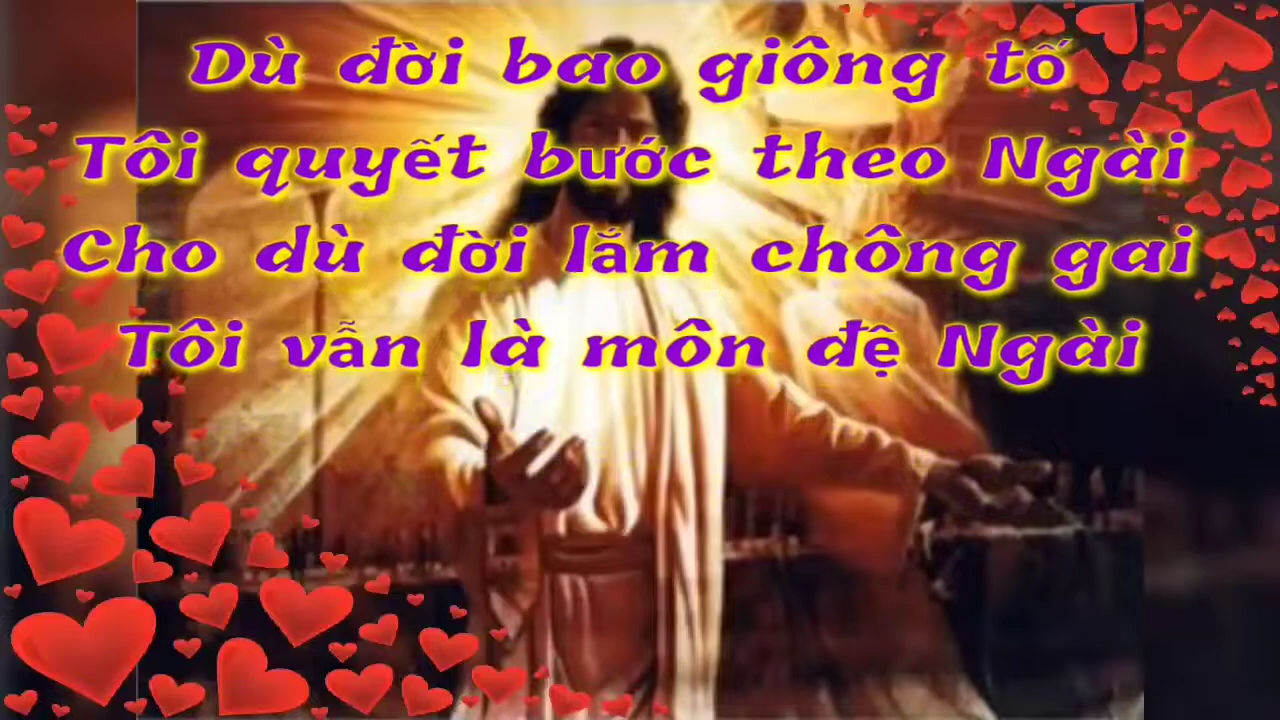 Dù đời bao giông tố
Tôi quyết bước theo Ngài
Cho dù đời lắm chông gai
Tôi vẫn là môn đệ Ngài